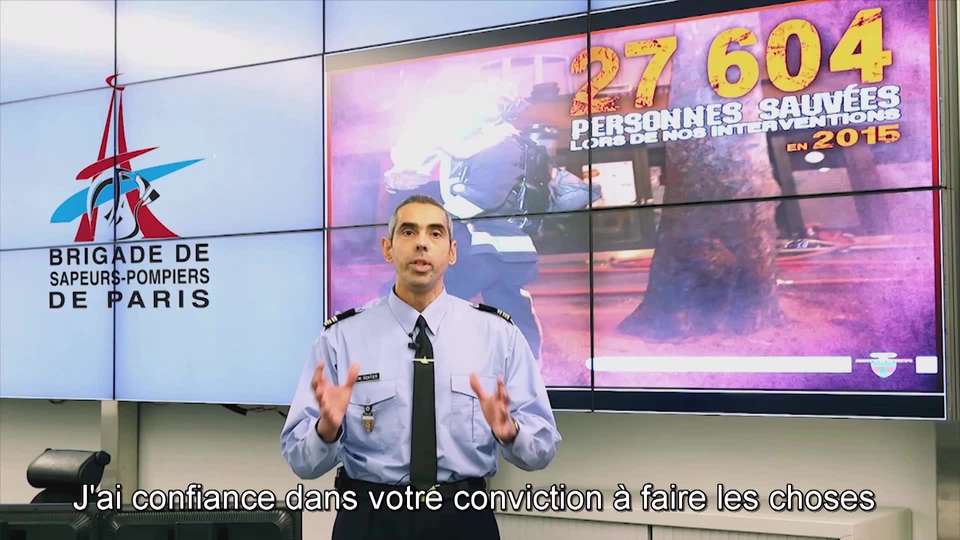 27 604
PERSONNES SAUVÉES
LORS DE NOS INTERVENTIONS
EN 2015
BRIGADE DE
SAPEURS-POMPIERS
DE PARIS
J'ai confiance dans votre conviction à faire les choses